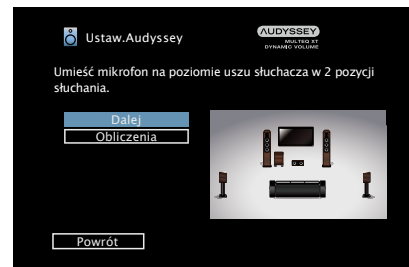 Ustaw.Audyssey
AUDYSSEY
MULTEQ XT
DYNAMIC VOLUME
Umieść mikrofon na poziomie uszu słuchacza w 2 pozycji
słuchania.
Dalej
Obliczenia
Powrót